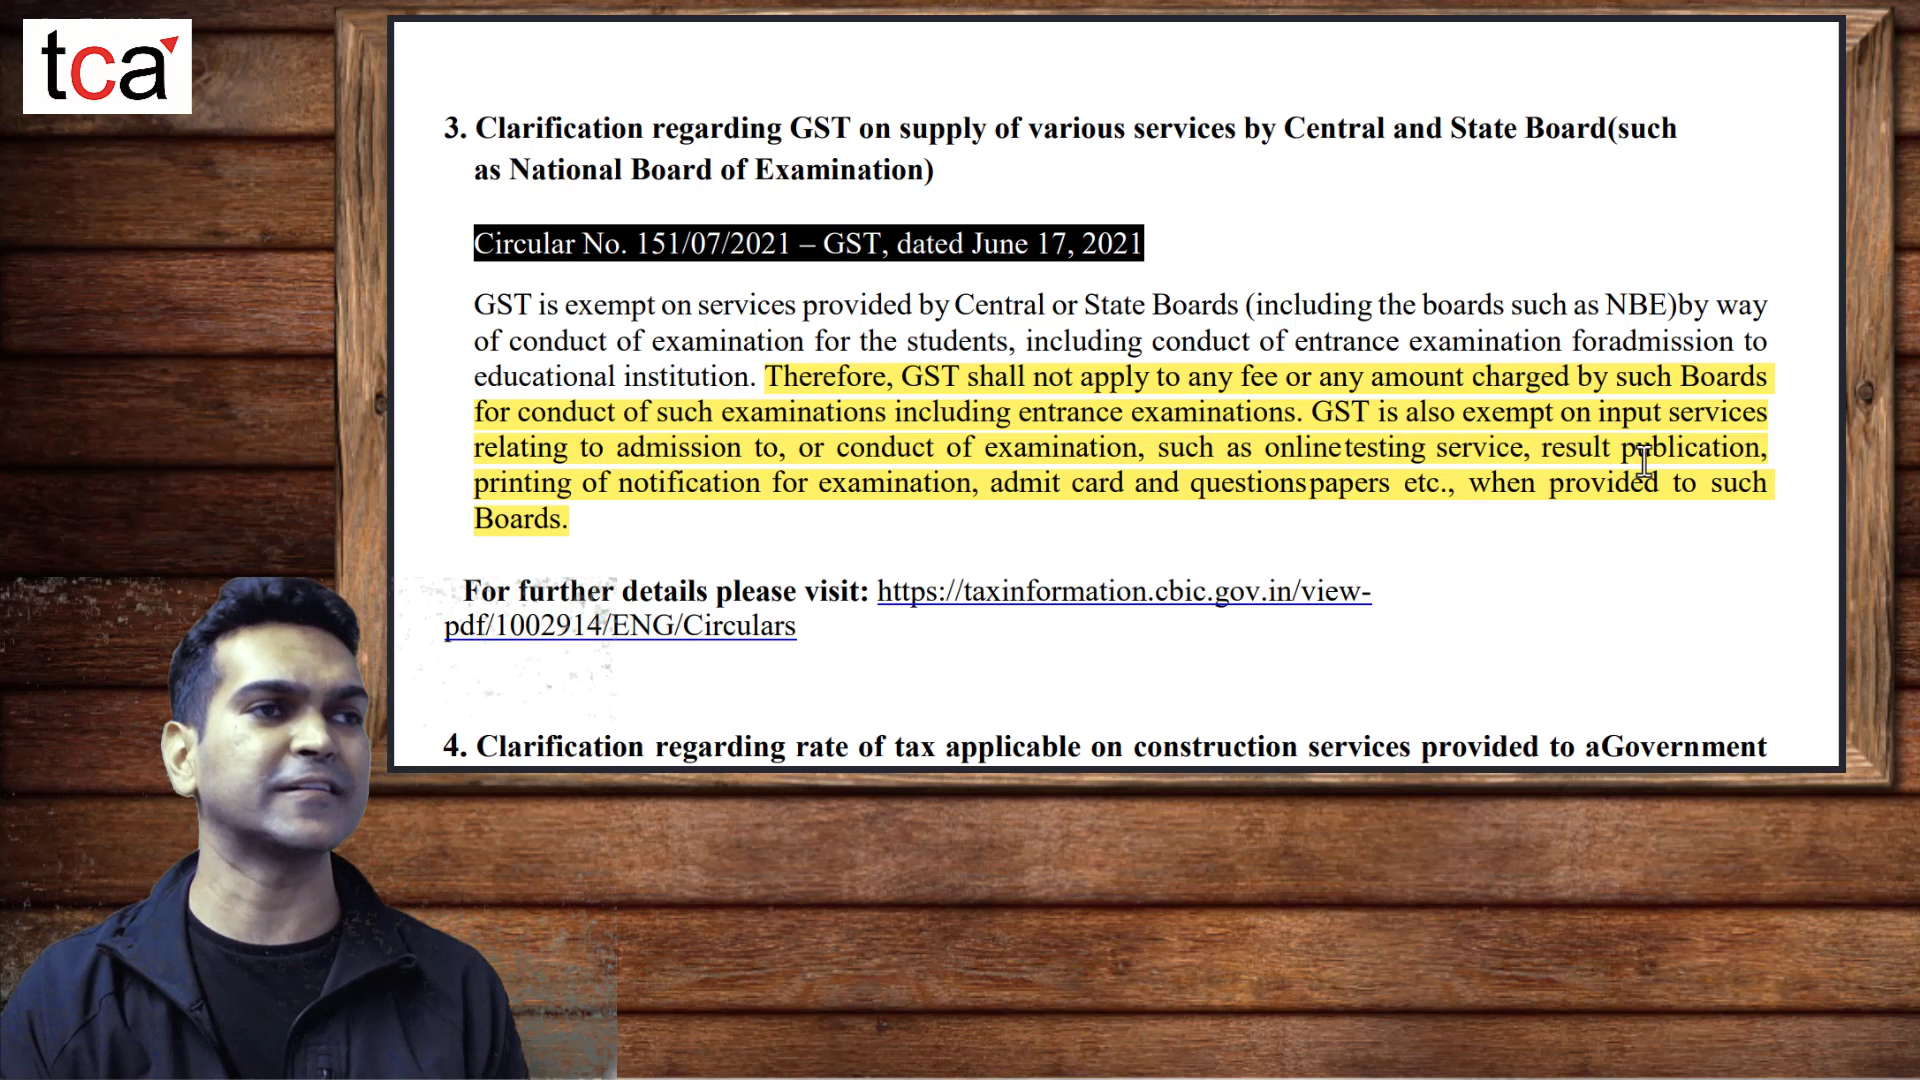 tca
3. Clarification regarding GST on supply of various services by Central and State Board(such
as National Board of Examination)
Circular No. 151/07/2021 – GST, dated June 17, 2021
GST is exempt on services provided by Central or State Boards (including the boards such as NBE)by way
of conduct of examination for the students, including conduct of entrance examination foradmission to
educational institution. Therefore, GST shall not apply to any fee or any amount charged by such Boards
for conduct of such examinations including entrance examinations. GST is also exempt on input services
relating to admission to, or conduct of examination, such as onlinetesting service, result publication,
printing of notification for examination, admit card and questionspapers etc., when provided to such
Boards.
For further details please visit: https://taxinformation.cbic.gov.in/view-
pdf/1002914/ENG/Circulars
4. Clarification regarding rate of tax applicable on construction services provided to aGovernment